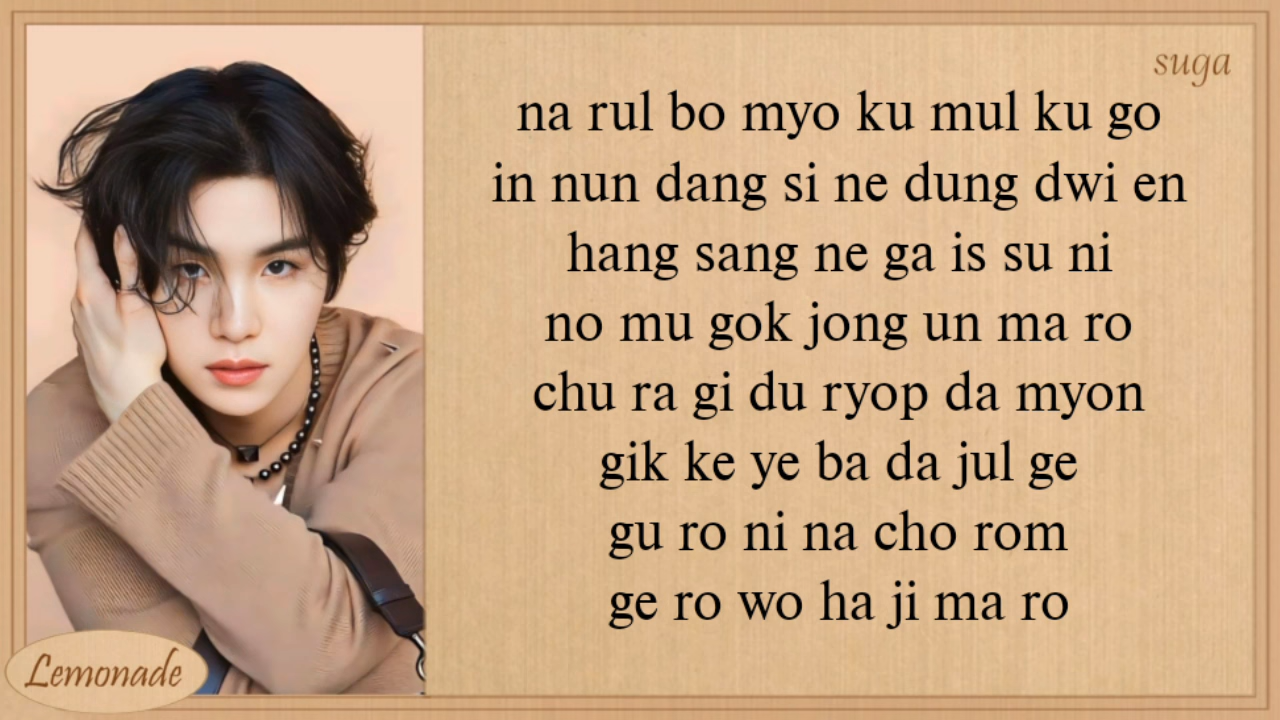 suga
na rul bo myo ku mul ku go
in nun dang si ne dung dwi en
hang sang ne ga is su ni
no mu gok jong un ma ro
chu ra gi du ryop da myon
gik ke ye ba da jul ge
gu ro ni na cho rom
ge ro wo ha ji ma ro
Lemonade